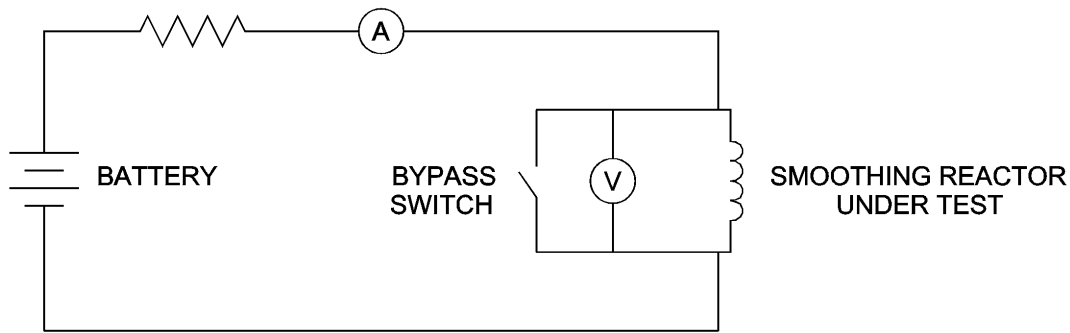 A
BATTERY
BYPASS
SWITCH
V
SMOOTHING REACTOR
UNDER TEST